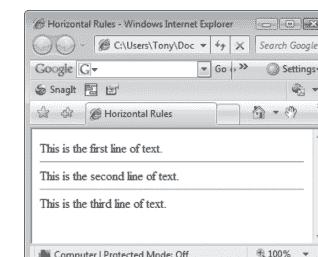 Horizontal Rules - Windows Internet Explorer
C:\Users\Tony\Doc
Search Google
Google G Go »
Settings
SnagIt
Horizontal Rules
This is the first line of text.
This is the second line of text.
This is the third line of text.
Computer | Protected Mode: Off
100%